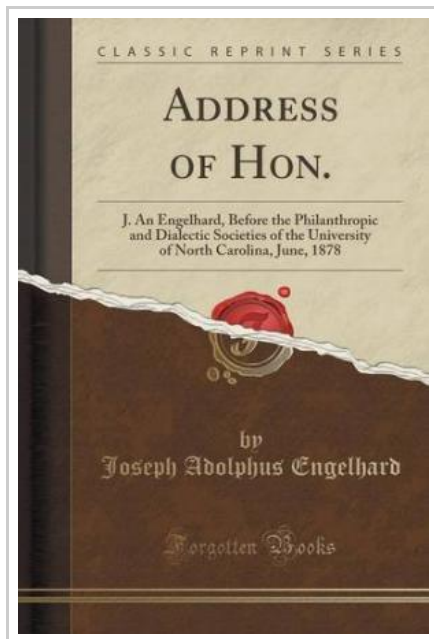 CLASSIC REPRINT SERIES
ADDRESS
OF HON.
J. An Engelhard, Before the Philanthropic
and Dialectic Societies of the University
of North Carolina, June, 1878
by
Joseph Adolphus Engelhard
Forgotten Books